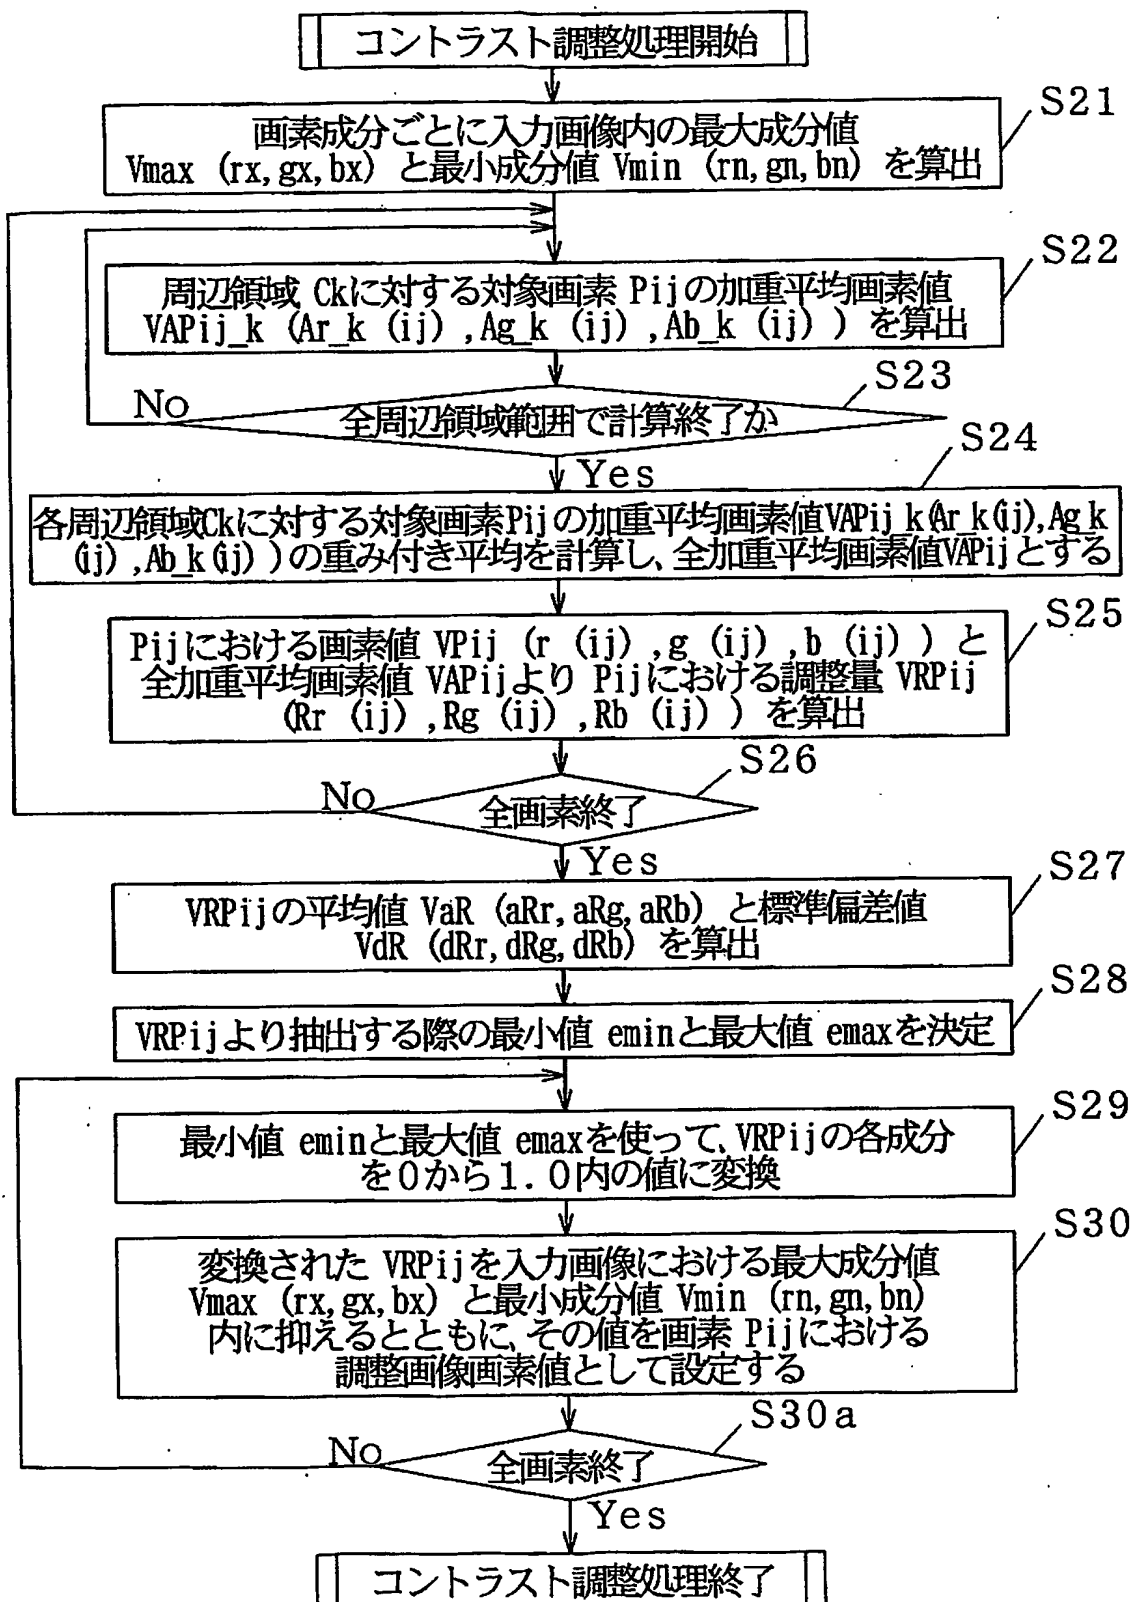 コントラスト調整処理開始
S21
画素成分ごとに入力画像内の最大成分値
Vmax (rx,gx,bx) と最小成分値 Vmin (rn,gn,bn) を算出
S22
周辺領域 Ckに対する対象画素 Pijの加重平均画素値
VAPij_k (Ar_k (ij) ,Ag_k (ij) ,Ab_k (ij) ) を算出
S23
No
全周辺領域範囲で計算終了か
Yes
S24
各周辺領域Ckに対する対象画素Pijの加重平均画素値VAPij_k(Ar_k(ij),Ag_k
(ij) ,Ab_k(ij) )の重み付き平均を計算し、全加重平均画素値VAPijとする
S25
Pijにおける画素値 VPij (r (ij) ,g (ij) ,b (ij) ) と
全加重平均画素値 VAPijより Pijにおける調整量 VRPij
(Rr (ij) ,Rg (ij) ,Rb (ij) ) を算出
S26
No
全画素終了
Yes
S27
VRPijの平均値 VaR (aRr,aRg,aRb) と標準偏差値
VdR (dRr,dRg,dRb) を算出
S28
VRPijより抽出する際の最小値 eminと最大値 emaxを決定
S29
最小値 eminと最大値 emaxを使って、VRPijの各成分
を0から1.0内の値に変換
S30
変換された VRPijを入力画像における最大成分値
Vmax (rx,gx,bx) と最小成分値 Vmin (rn,gn,bn)
内に抑えるとともに、その値を画素 Pijにおける
調整画像画素値として設定する
S30a
No
全画素終了
Yes
コントラスト調整処理終了